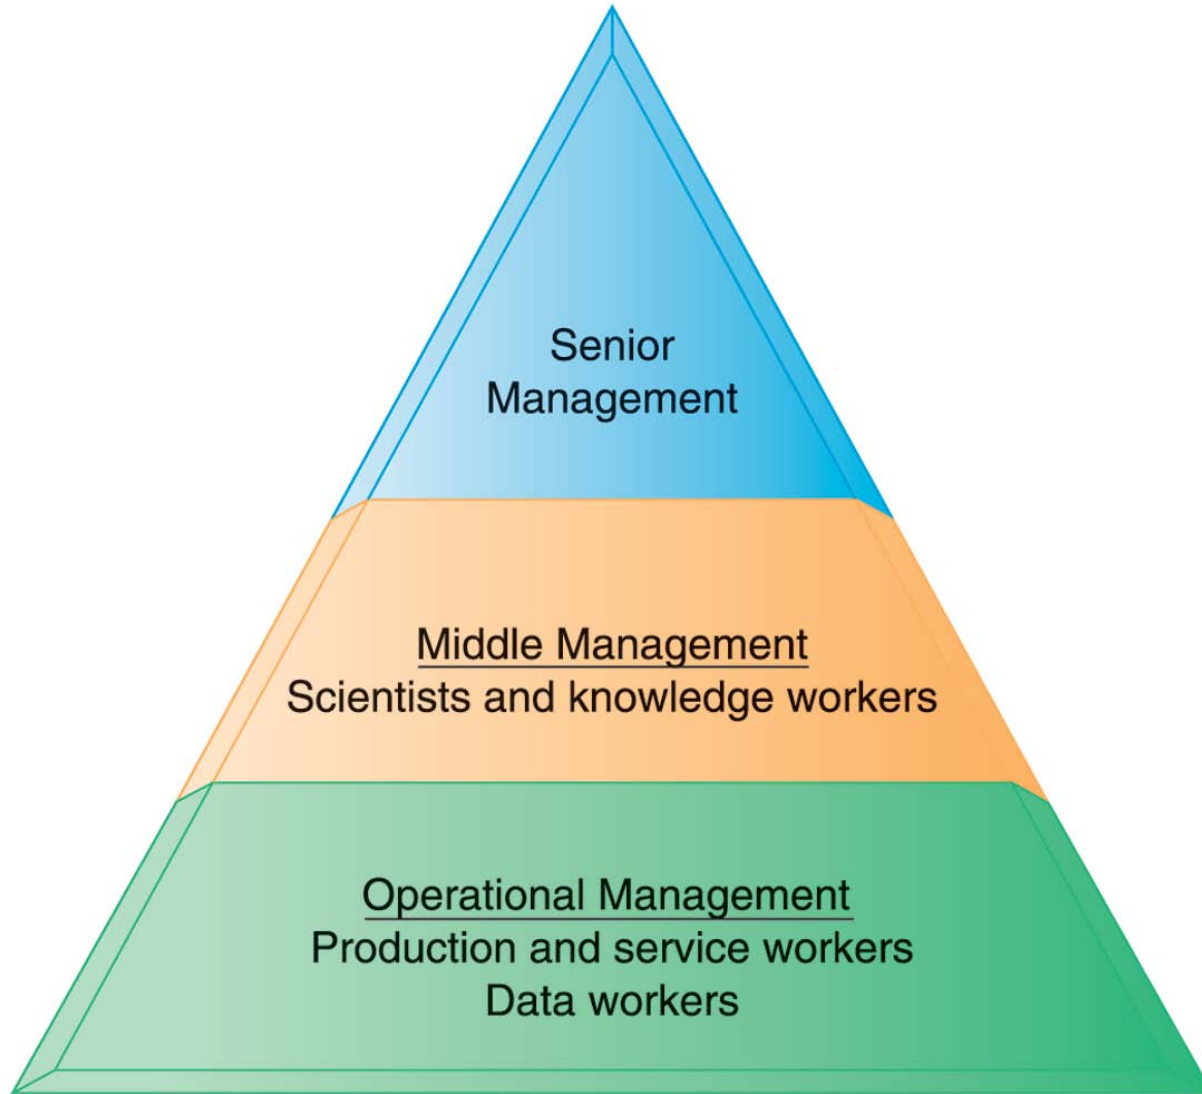 Senior
Management
Middle Management
Scientists and knowledge workers
Operational Management
Production and service workers
Data workers